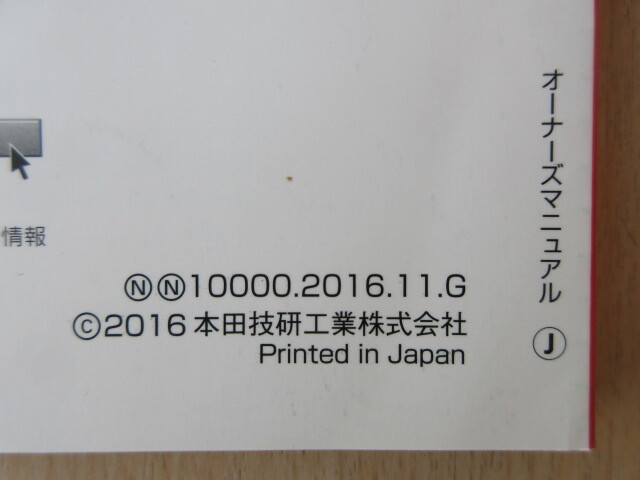 情報
ⓃⓃ10000.2016.11.G
©2016 本田技研工業株式会社
Printed in Japan
オーナーズマニュアル Ⓙ